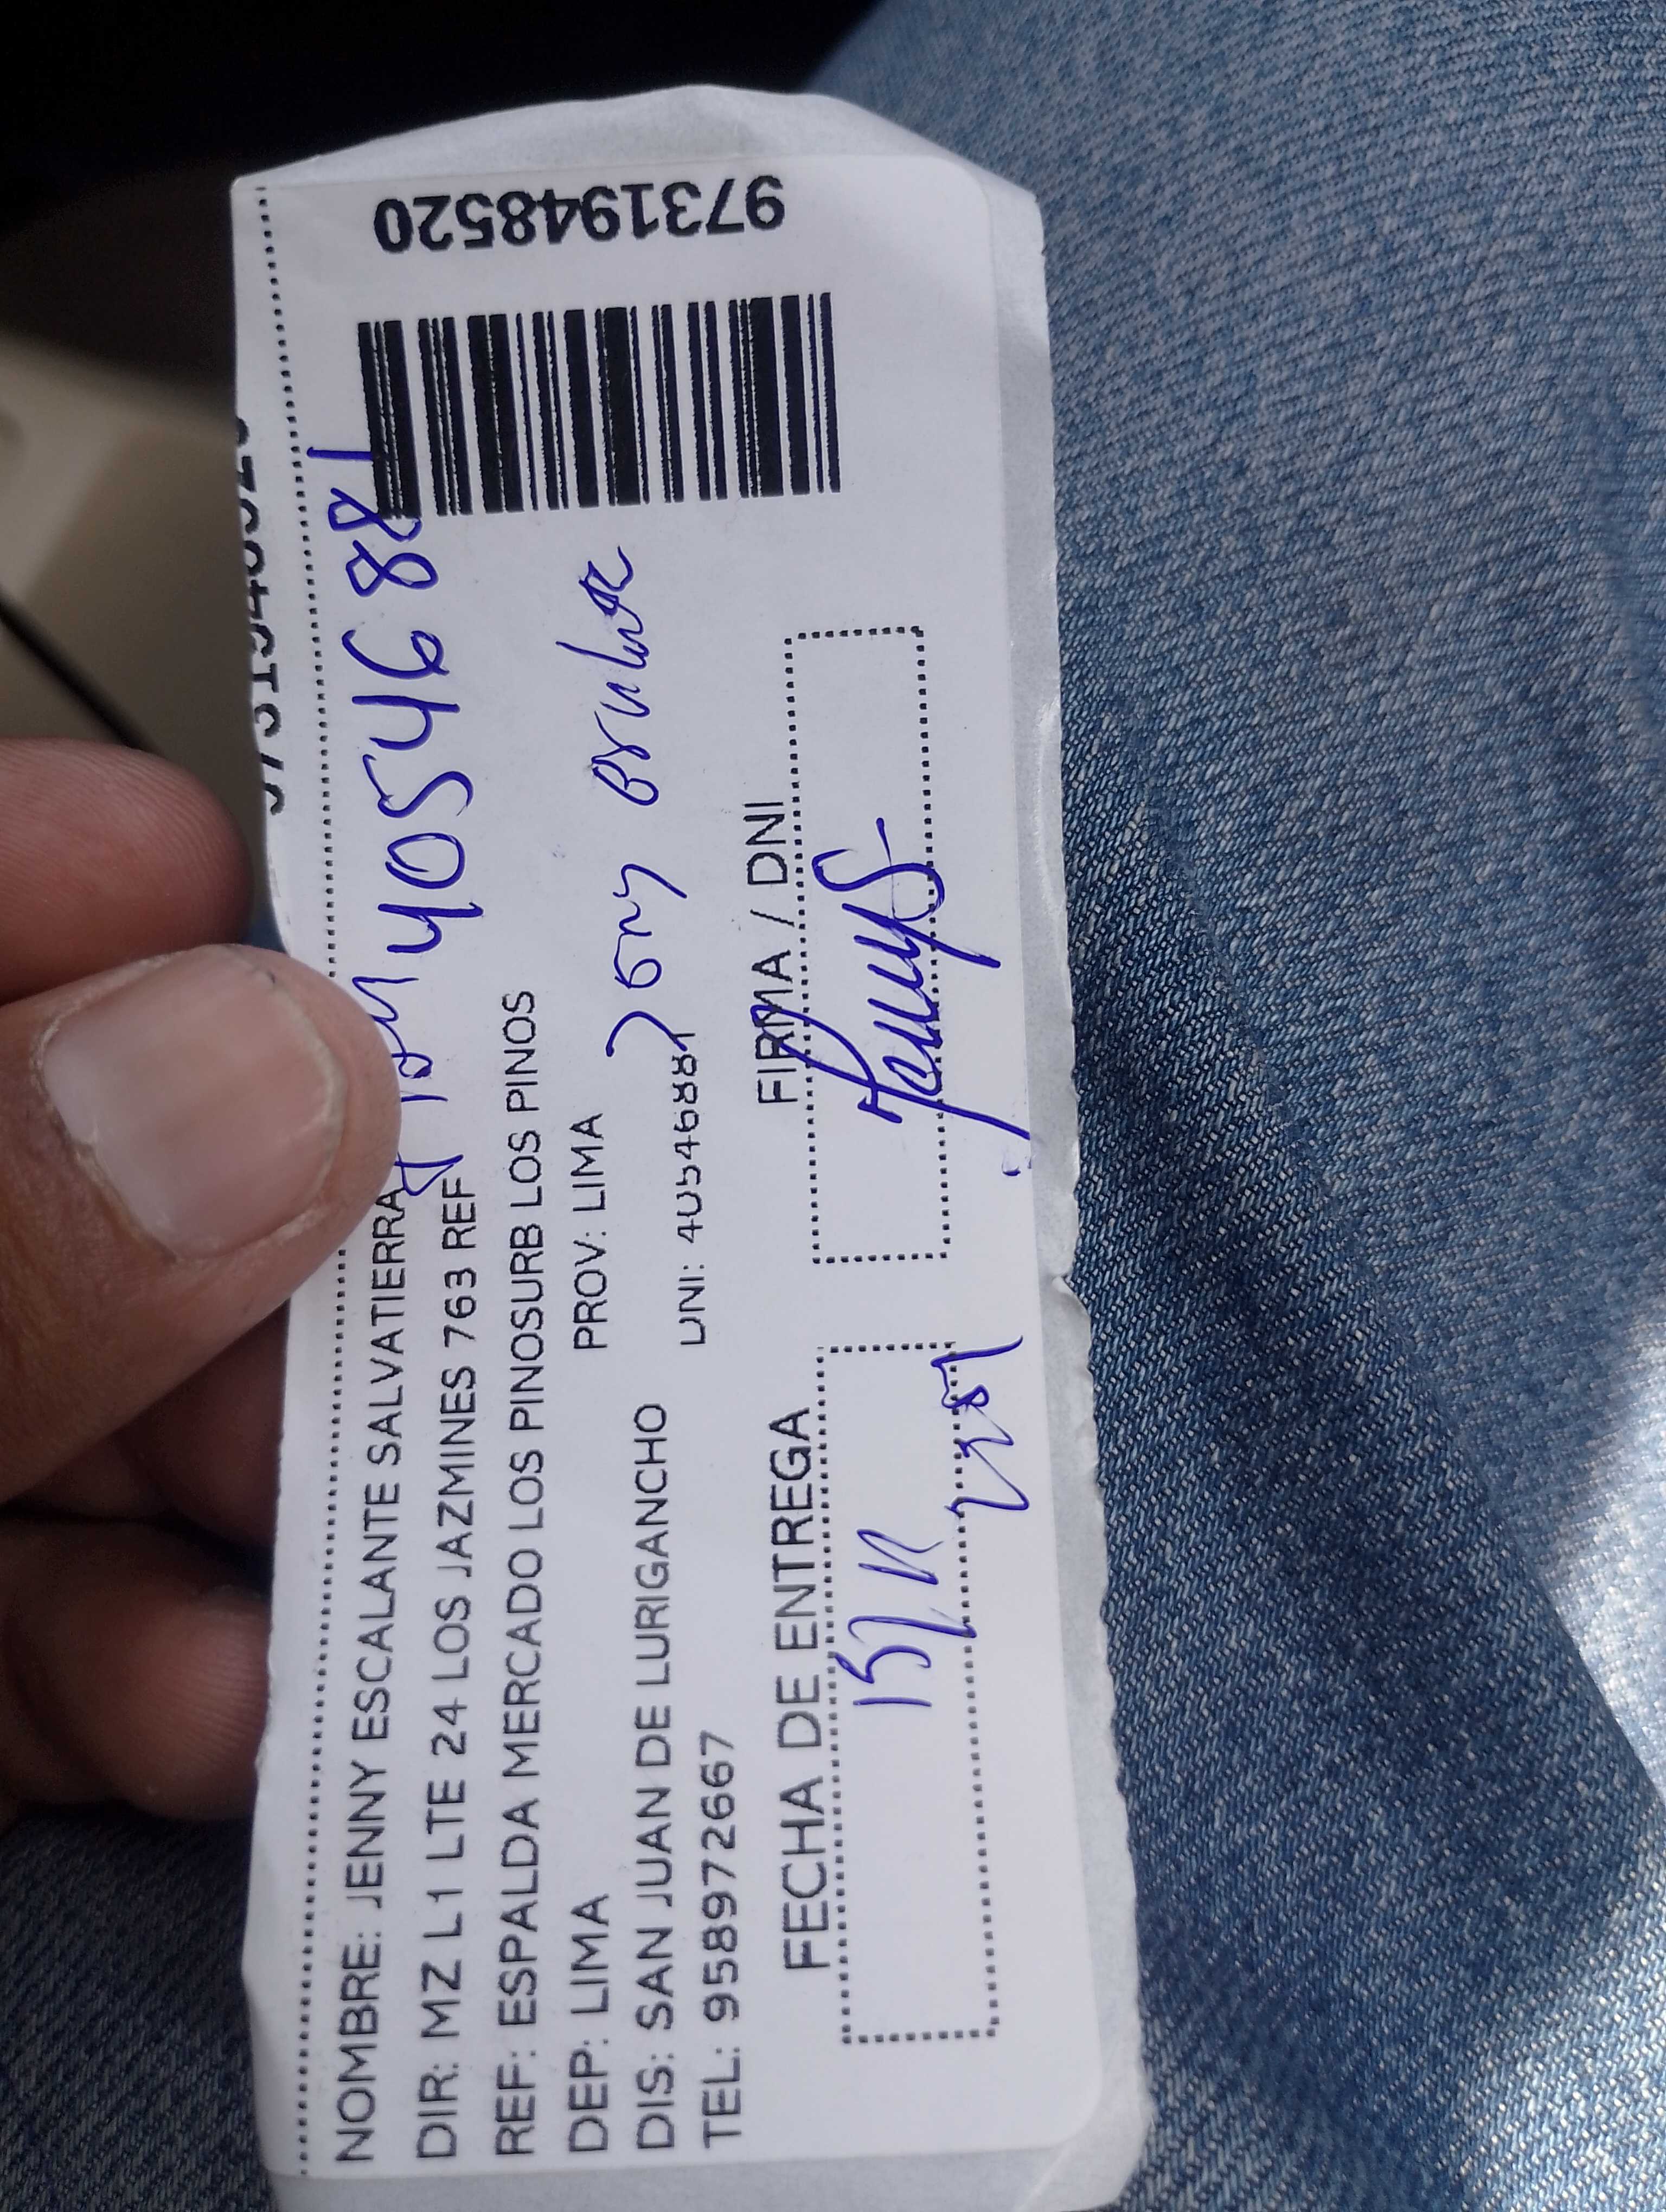 NOMBRE: JENNY ESCALANTE SALVATIERRA
40546881
DIR: MZ L1 LTE 24 LOS JAZMINES 763 REF
REF: ESPALDA MERCADO LOS PINOSURB LOS PINOS
DEP: LIMA PROV: LIMA
DIS: SAN JUAN DE LURIGANCHO
TEL: 958972667 DNI: 40546881
FECHA DE ENTREGA FIRMA / DNI
9731948520